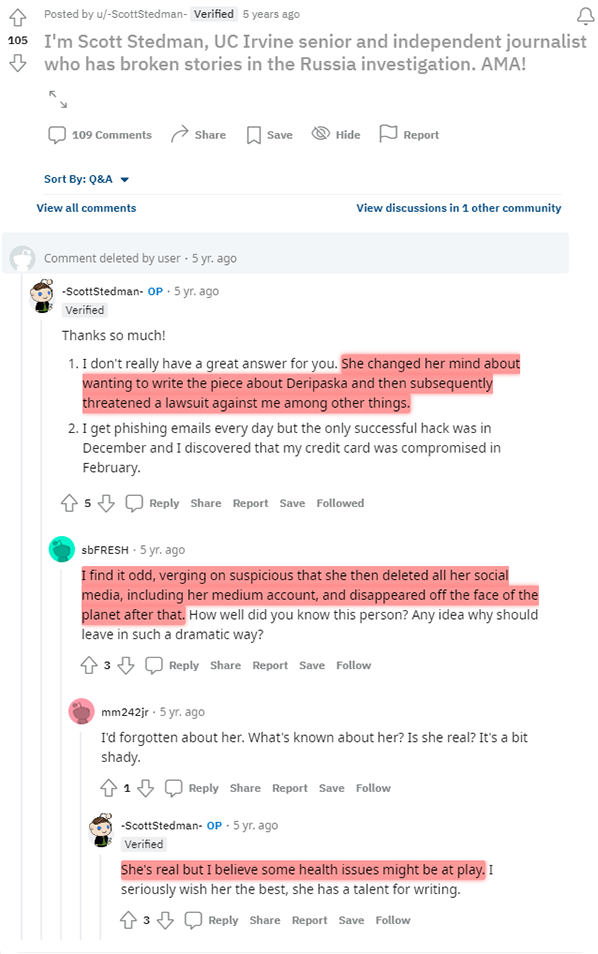 Posted by u/-ScottStedman- Verified 5 years ago
105
I'm Scott Stedman, UC Irvine senior and independent journalist
who has broken stories in the Russia investigation. AMA!
109 Comments Share Save Hide Report
Sort By: Q&A
View all comments View discussions in 1 other community
Comment deleted by user · 5 yr. ago
-ScottStedman- OP · 5 yr. ago
Verified
Thanks so much!
1. I don't really have a great answer for you. She changed her mind about
wanting to write the piece about Deripaska and then subsequently
threatened a lawsuit against me among other things.
2. I get phishing emails every day but the only successful hack was in
December and I discovered that my credit card was compromised in
February.
5 Reply Share Report Save Followed
sbFRESH · 5 yr. ago
I find it odd, verging on suspicious that she then deleted all her social
media, including her medium account, and disappeared off the face of the
planet after that. How well did you know this person? Any idea why should
leave in such a dramatic way?
3 Reply Share Report Save Follow
mm242jr · 5 yr. ago
I'd forgotten about her. What's known about her? Is she real? It's a bit
shady.
1 Reply Share Report Save Follow
-ScottStedman- OP · 5 yr. ago
Verified
She's real but I believe some health issues might be at play. I
seriously wish her the best, she has a talent for writing.
3 Reply Share Report Save Follow